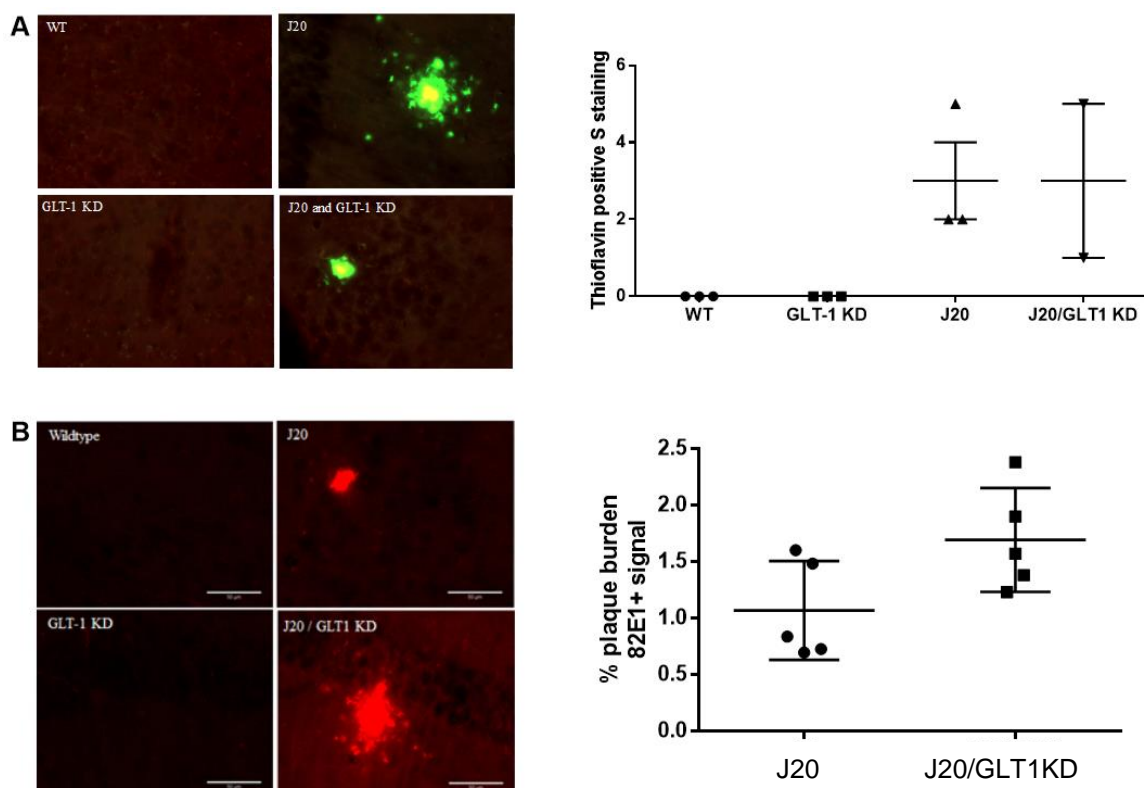 A
WT
J20
GLT-1 KD
J20 and GLT-1 KD
Thioflavin positive S staining
6
4
2
0
WT
GLT-1 KD
J20
J20/GLT1 KD
B
Wildtype
J20
GLT-1 KD
J20 / GLT1 KD
% plaque burden
82E1+ signal
2.5
2.0
1.5
1.0
0.5
0.0
J20
J20/GLT1KD